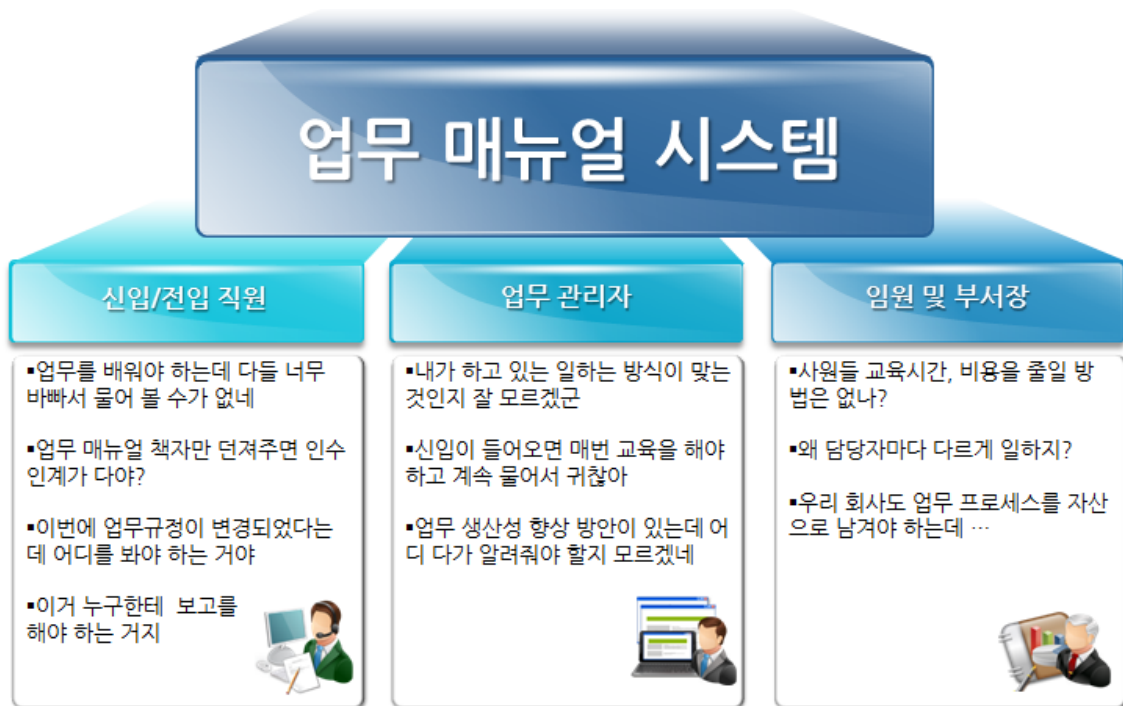 업무 매뉴얼 시스템
신입/전입 직원
▪업무를 배워야 하는데 다들 너무
바빠서 물어 볼 수가 없네
▪업무 매뉴얼 책자만 던져주면 인수
인계가 다야?
▪이번에 업무규정이 변경되었다는
데 어디를 봐야 하는 거야
▪이거 누구한테 보고를
해야 하는 거지
업무 관리자
▪내가 하고 있는 일하는 방식이 맞는
것인지 잘 모르겠군
▪신입이 들어오면 매번 교육을 해야
하고 계속 물어서 귀찮아
▪업무 생산성 향상 방안이 있는데 어
디 다가 알려줘야 할지 모르겠네
임원 및 부서장
▪사원들 교육시간, 비용을 줄일 방
법은 없나?
▪왜 담당자마다 다르게 일하지?
▪우리 회사도 업무 프로세스를 자산
으로 남겨야 하는데 …